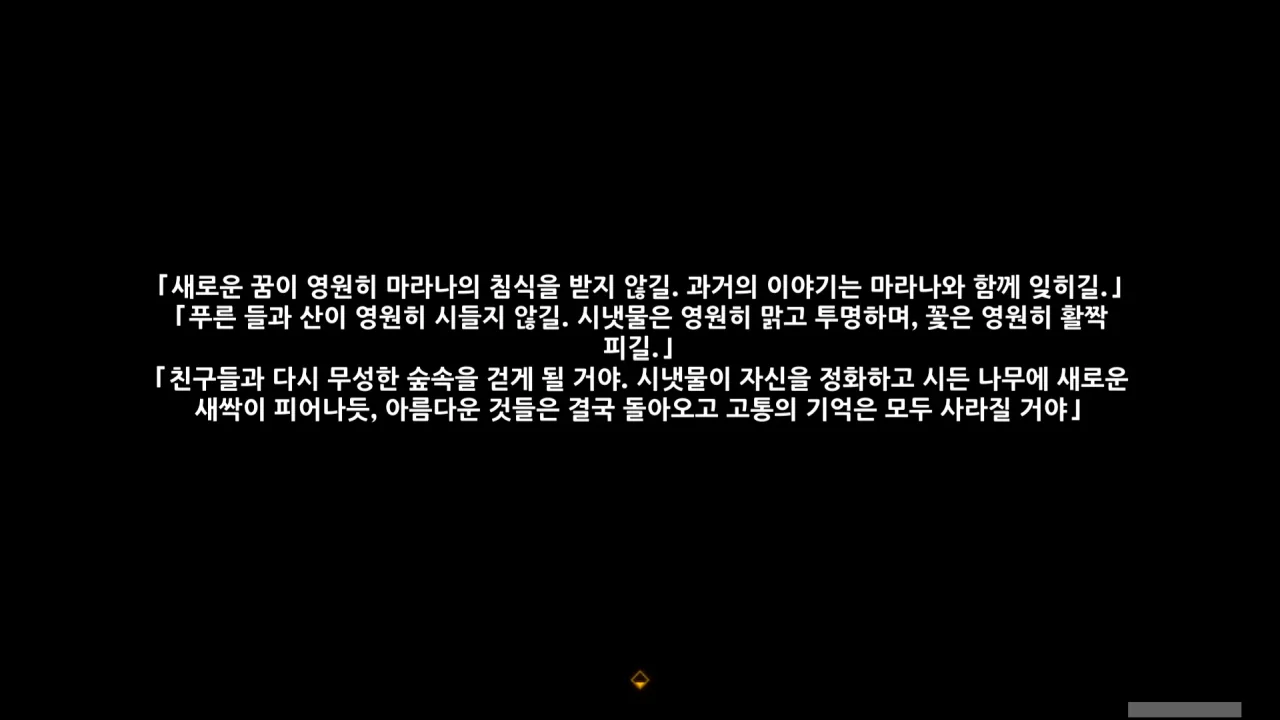 「새로운 꿈이 영원히 마라나의 침식을 받지 않길. 과거의 이야기는 마라나와 함께 잊히길.」
「푸른 들과 산이 영원히 시들지 않길. 시냇물은 영원히 맑고 투명하며, 꽃은 영원히 활짝
피길.」
「친구들과 다시 무성한 숲속을 걷게 될 거야. 시냇물이 자신을 정화하고 시든 나무에 새로운
새싹이 피어나듯, 아름다운 것들은 결국 돌아오고 고통의 기억은 모두 사라질 거야」